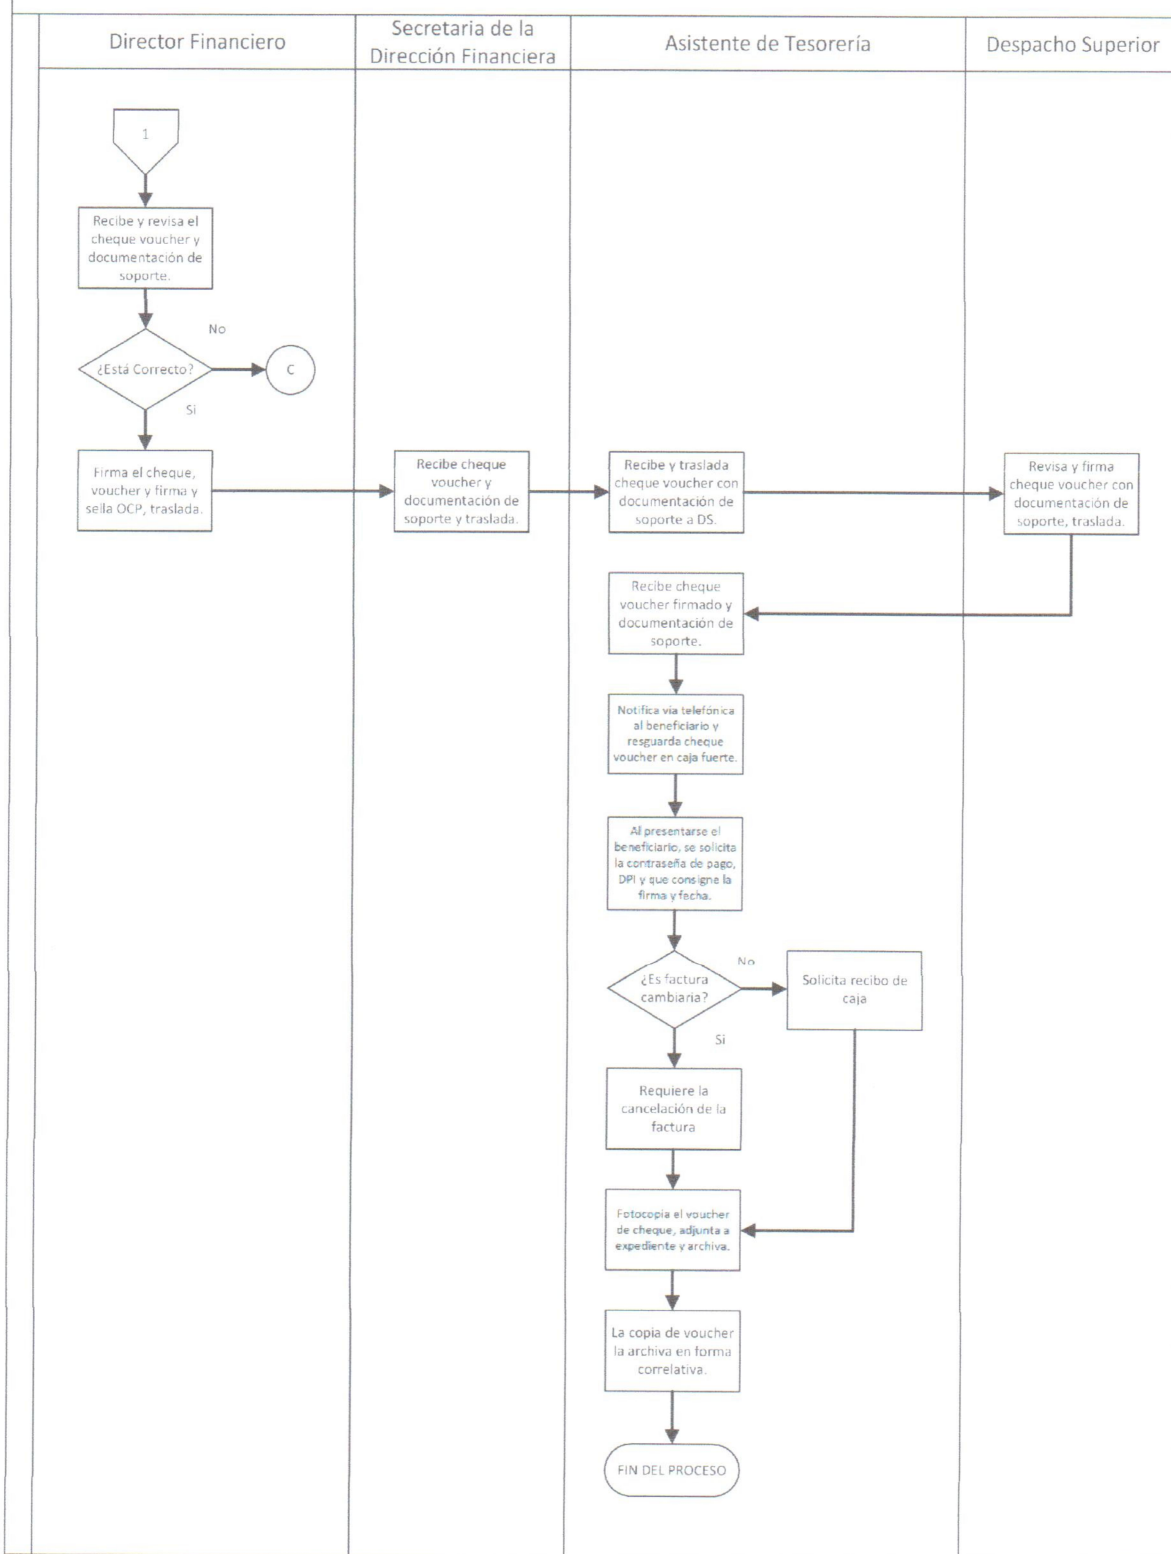 Director Financiero
Secretaria de la
Dirección Financiera
Asistente de Tesorería
Despacho Superior
1
Recibe y revisa el
cheque voucher y
documentación de
soporte.
No
¿Está Correcto?
C
Si
Firma el cheque,
voucher y firma y
sella OCP, traslada.
Recibe cheque
voucher y
documentación de
soporte y traslada.
Recibe y traslada
cheque voucher con
documentación de
soporte a DS.
Revisa y firma
cheque voucher con
documentación de
soporte, traslada.
Recibe cheque
voucher firmado y
documentación de
soporte.
Notifica vía telefónica
al beneficiario y
resguarda cheque
voucher en caja fuerte.
Al presentarse el
beneficiario, se solicita
la contraseña de pago,
DPI y que consigne la
firma y fecha.
No
¿Es factura
cambiaria?
Solicita recibo de
caja
Si
Requiere la
cancelación de la
factura
Fotocopia el voucher
de cheque, adjunta a
expediente y archiva.
La copia de voucher
la archiva en forma
correlativa.
FIN DEL PROCESO